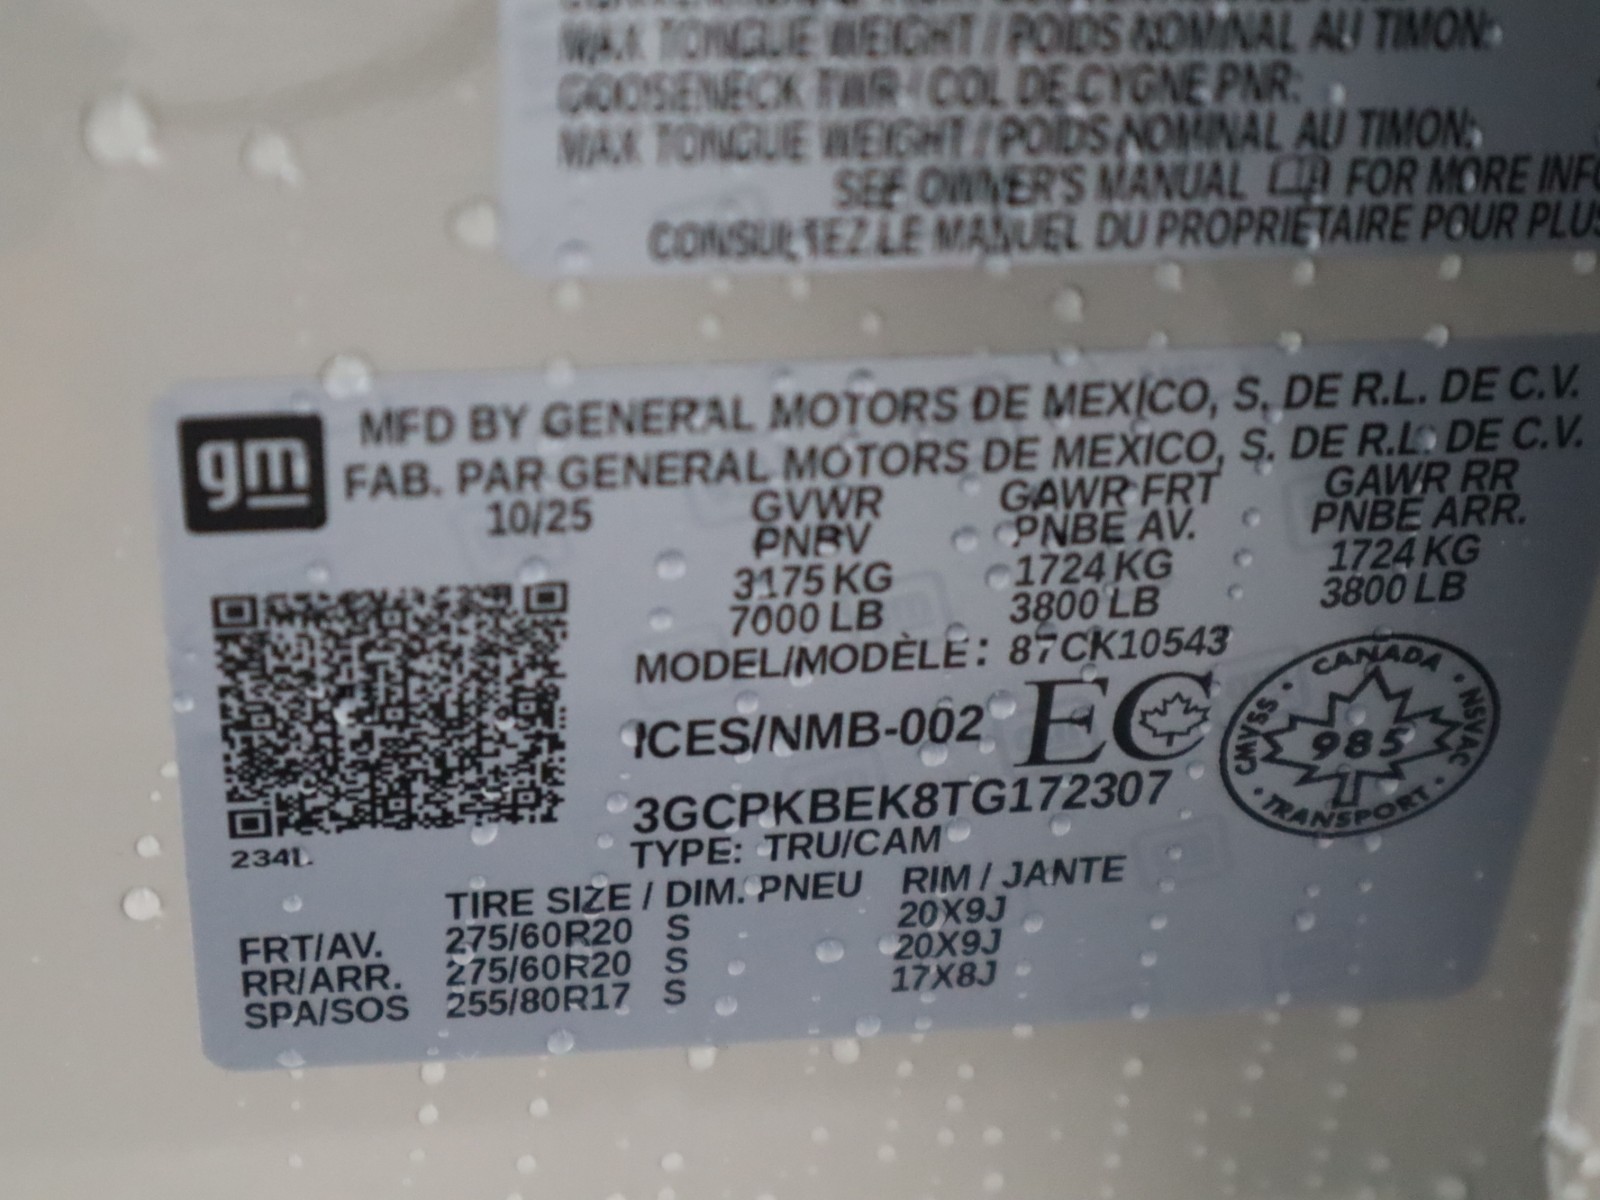 MAX TONGUE WEIGHT / POIDS NOMINAL AU TIMON:
GOOSENECK TWR / COL DE CYGNE PNR:
MAX TONGUE WEIGHT / POIDS NOMINAL AU TIMON:
SEE OWNER'S MANUAL FOR MORE INFO
CONSULTEZ LE MANUEL DU PROPRIÉTAIRE POUR PLUS
gm
MFD BY GENERAL MOTORS DE MEXICO, S. DE R.L. DE C.V.
FAB. PAR GENERAL MOTORS DE MEXICO, S. DE R.L. DE C.V.
10/25 GVWR GAWR FRT GAWR RR
PNBV PNBE AV. PNBE ARR.
3175 KG 1724 KG 1724 KG
7000 LB 3800 LB 3800 LB
MODEL/MODÈLE: 87CK10543
ICES/NMB-002 EC
CANADA
CMVSS NSVAC
985
TRANSPORT
3GCPKBEK8TG172307
TYPE: TRU/CAM
234L
TIRE SIZE / DIM. PNEU RIM / JANTE
FRT/AV. 275/60R20 S 20X9J
RR/ARR. 275/60R20 S 20X9J
SPA/SOS 255/80R17 S 17X8J